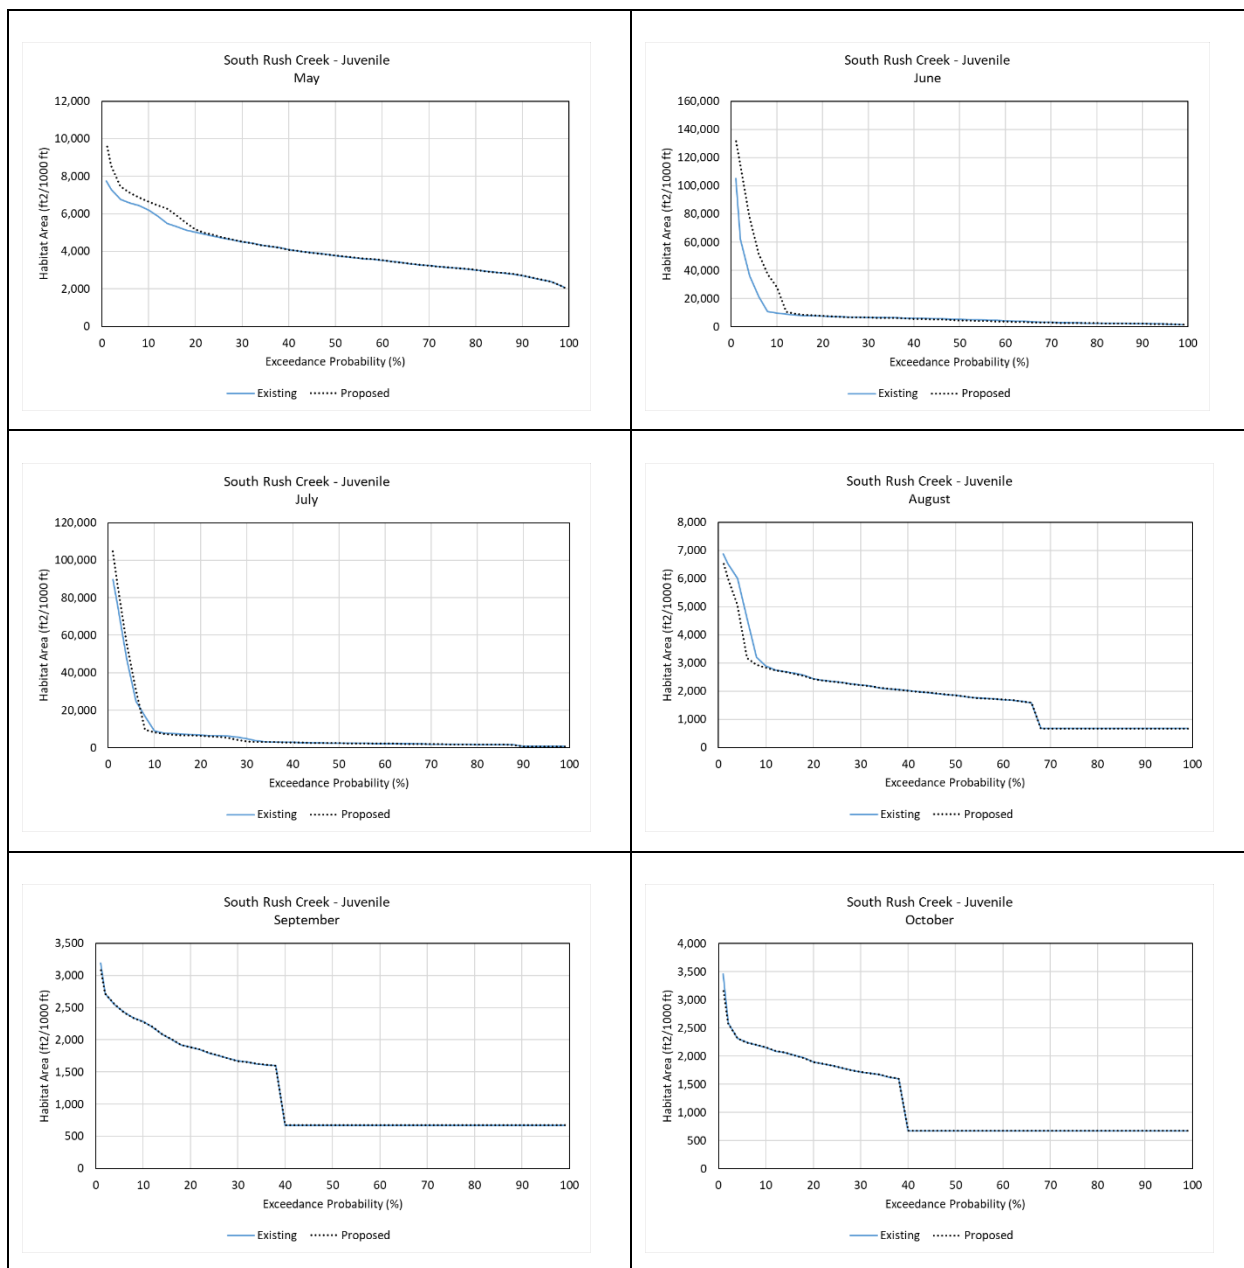 South Rush Creek - Juvenile
May
Habitat Area (ft2/1000 ft)
12,000
10,000
8,000
6,000
4,000
2,000
0
0 10 20 30 40 50 60 70 80 90 100
Exceedance Probability (%)
Existing Proposed
South Rush Creek - Juvenile
June
Habitat Area (ft2/1000 ft)
160,000
140,000
120,000
100,000
80,000
60,000
40,000
20,000
0
0 10 20 30 40 50 60 70 80 90 100
Exceedance Probability (%)
Existing Proposed
South Rush Creek - Juvenile
July
Habitat Area (ft2/1000 ft)
120,000
100,000
80,000
60,000
40,000
20,000
0
0 10 20 30 40 50 60 70 80 90 100
Exceedance Probability (%)
Existing Proposed
South Rush Creek - Juvenile
August
Habitat Area (ft2/1000 ft)
8,000
7,000
6,000
5,000
4,000
3,000
2,000
1,000
0
0 10 20 30 40 50 60 70 80 90 100
Exceedance Probability (%)
Existing Proposed
South Rush Creek - Juvenile
September
Habitat Area (ft2/1000 ft)
3,500
3,000
2,500
2,000
1,500
1,000
500
0
0 10 20 30 40 50 60 70 80 90 100
Exceedance Probability (%)
Existing Proposed
South Rush Creek - Juvenile
October
Habitat Area (ft2/1000 ft)
4,000
3,500
3,000
2,500
2,000
1,500
1,000
500
0
0 10 20 30 40 50 60 70 80 90 100
Exceedance Probability (%)
Existing Proposed